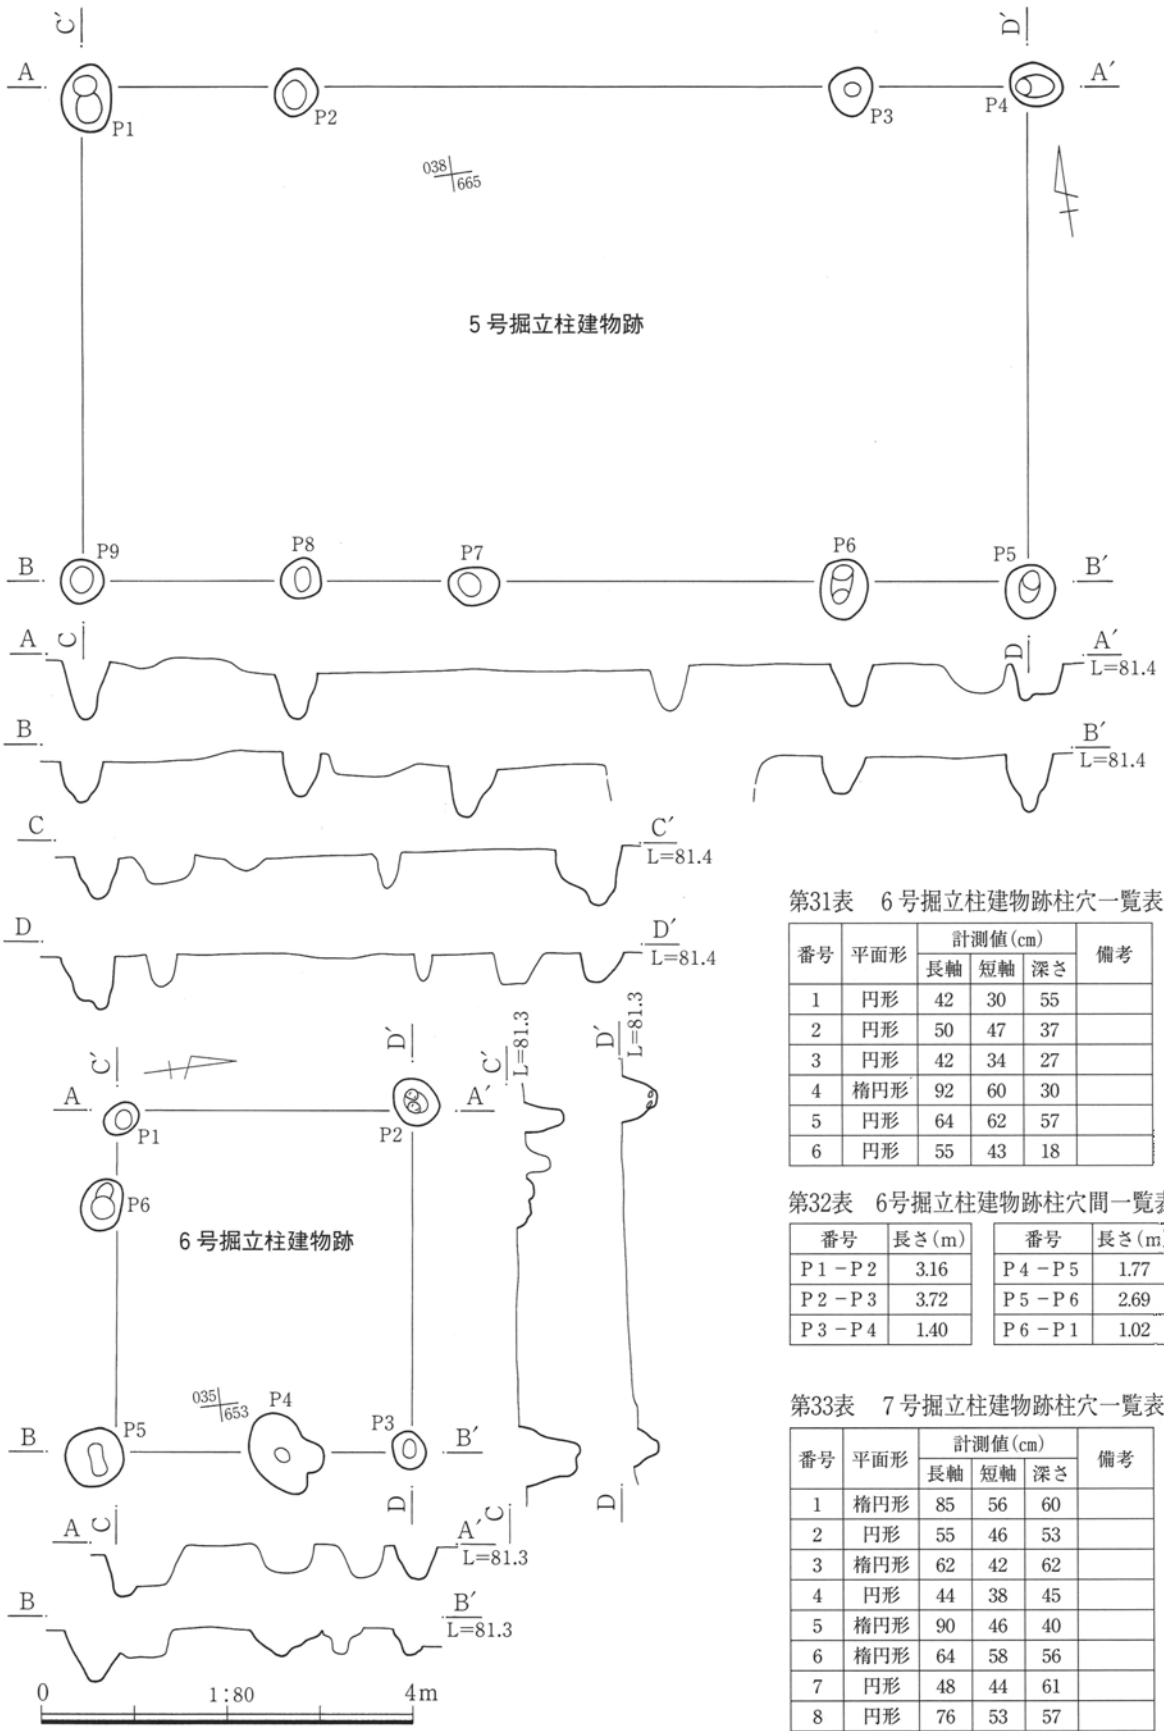 C′ D′
A A′
P1 P2 P3 P4
038
665
5号掘立柱建物跡
P9 P8 P7 P6 P5
B B′
C D
A A′
L=81.4
B B′
L=81.4
C C′
L=81.4
D D′
L=81.4
第31表 6号掘立柱建物跡柱穴一覧表
番号 平面形 計測値(cm) 備考
長軸 短軸 深さ
1 円形 42 30 55
2 円形 50 47 37
3 円形 42 34 27
4 楕円形 92 60 30
5 円形 64 62 57
6 円形 55 43 18
C′ D′
A A′
P1 P2
P6
6号掘立柱建物跡
035
653
P5 P4 P3
B B′
C D
C′ L=81.3
D′ L=81.3
C D
A A′
L=81.3
B B′
L=81.3
0 1:80 4m
第32表 6号掘立柱建物跡柱穴間一覧表
番号 長さ(m) 番号 長さ(m
P1-P2 3.16 P4-P5 1.77
P2-P3 3.72 P5-P6 2.69
P3-P4 1.40 P6-P1 1.02
第33表 7号掘立柱建物跡柱穴一覧表
番号 平面形 計測値(cm) 備考
長軸 短軸 深さ
1 楕円形 85 56 60
2 円形 55 46 53
3 楕円形 62 42 62
4 円形 44 38 45
5 楕円形 90 46 40
6 楕円形 64 58 56
7 円形 48 44 61
8 円形 76 53 57